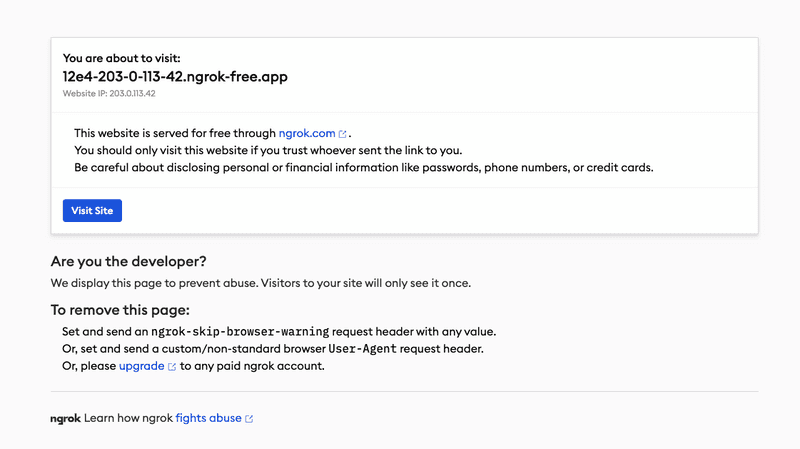 You are about to visit:
12e4-203-0-113-42.ngrok-free.app
Website IP: 203.0.113.42
This website is served for free through ngrok.com.
You should only visit this website if you trust whoever sent the link to you.
Be careful about disclosing personal or financial information like passwords, phone numbers, or credit cards.
Visit Site
Are you the developer?
We display this page to prevent abuse. Visitors to your site will only see it once.
To remove this page:
Set and send an ngrok-skip-browser-warning request header with any value.
Or, set and send a custom/non-standard browser User-Agent request header.
Or, please upgrade to any paid ngrok account.
ngrok Learn how ngrok fights abuse